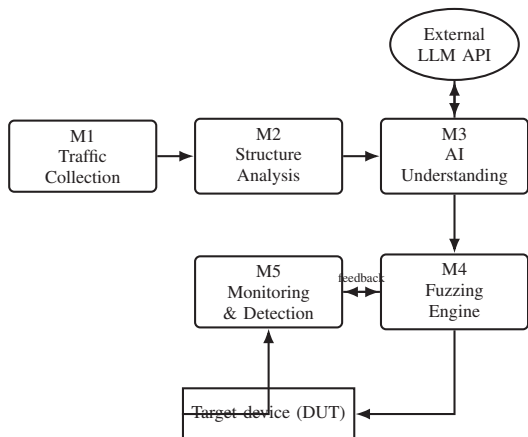 External
LLM API
M1
Traffic
Collection
M2
Structure
Analysis
M3
AI
Understanding
M5
Monitoring
& Detection
feedback
M4
Fuzzing
Engine
Target device (DUT)